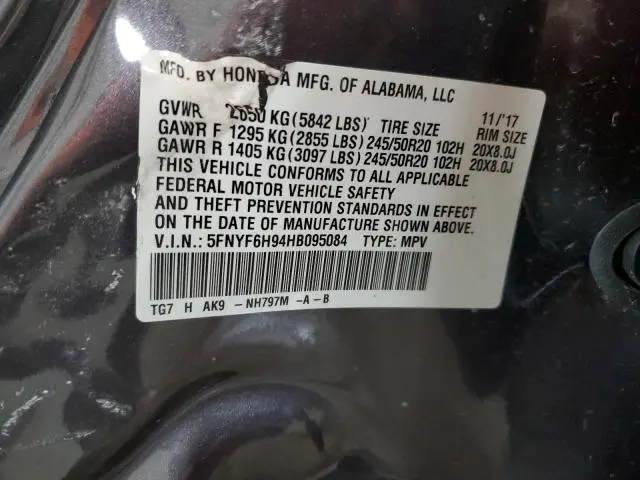 MFD. BY HONDA MFG. OF ALABAMA, LLC
11/'17
GVWR 2650 KG(5842 LBS) TIRE SIZE RIM SIZE
GAWR F 1295 KG(2855 LBS) 245/50R20 102H 20X8.0J
GAWR R 1405 KG(3097 LBS) 245/50R20 102H 20X8.0J
THIS VEHICLE CONFORMS TO ALL APPLICABLE
FEDERAL MOTOR VEHICLE SAFETY
AND THEFT PREVENTION STANDARDS IN EFFECT
ON THE DATE OF MANUFACTURE SHOWN ABOVE.
V.I.N.: 5FNYF6H94HB095084 TYPE: MPV
TG7 H AK9 -NH797M -A-B